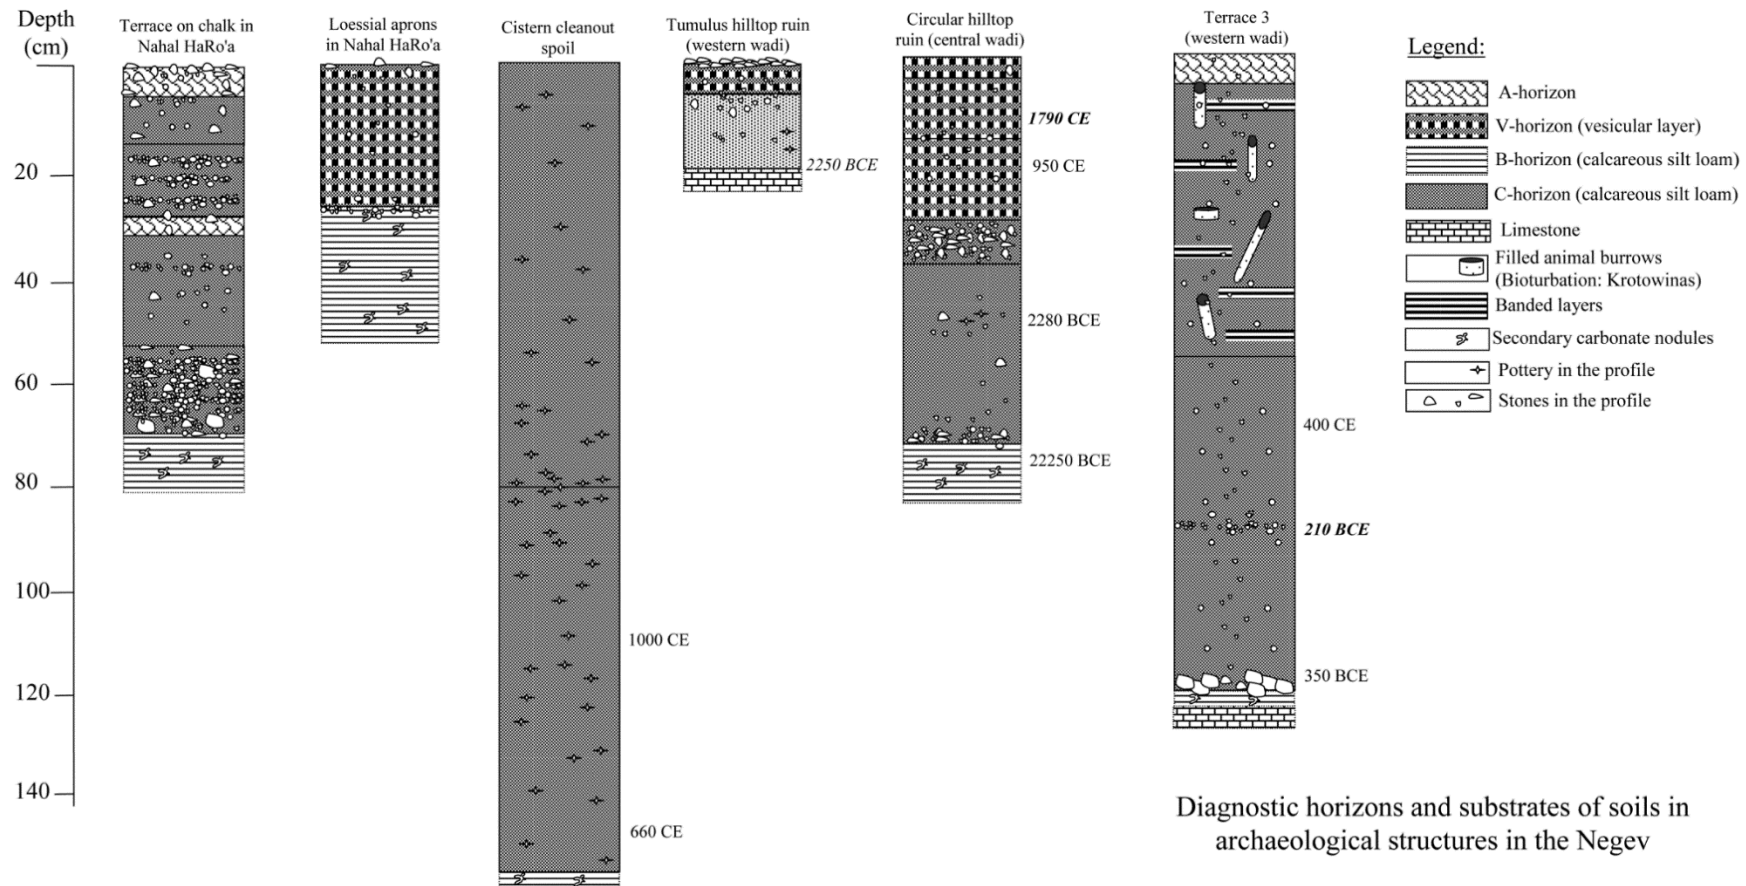 Depth
(cm)
20
40
60
80
100
120
140
Terrace on chalk in
Nahal HaRo'a
Loessial aprons
in Nahal HaRo'a
Cistern cleanout
spoil
1000 CE
660 CE
Tumulus hilltop ruin
(western wadi)
2250 BCE
Circular hilltop
ruin (central wadi)
1790 CE
950 CE
2280 BCE
22250 BCE
Terrace 3
(western wadi)
400 CE
210 BCE
350 BCE
Legend:
A-horizon
V-horizon (vesicular layer)
B-horizon (calcareous silt loam)
C-horizon (calcareous silt loam)
Limestone
Filled animal burrows
(Bioturbation: Krotowinas)
Banded layers
Secondary carbonate nodules
Pottery in the profile
Stones in the profile
Diagnostic horizons and substrates of soils in
archaeological structures in the Negev